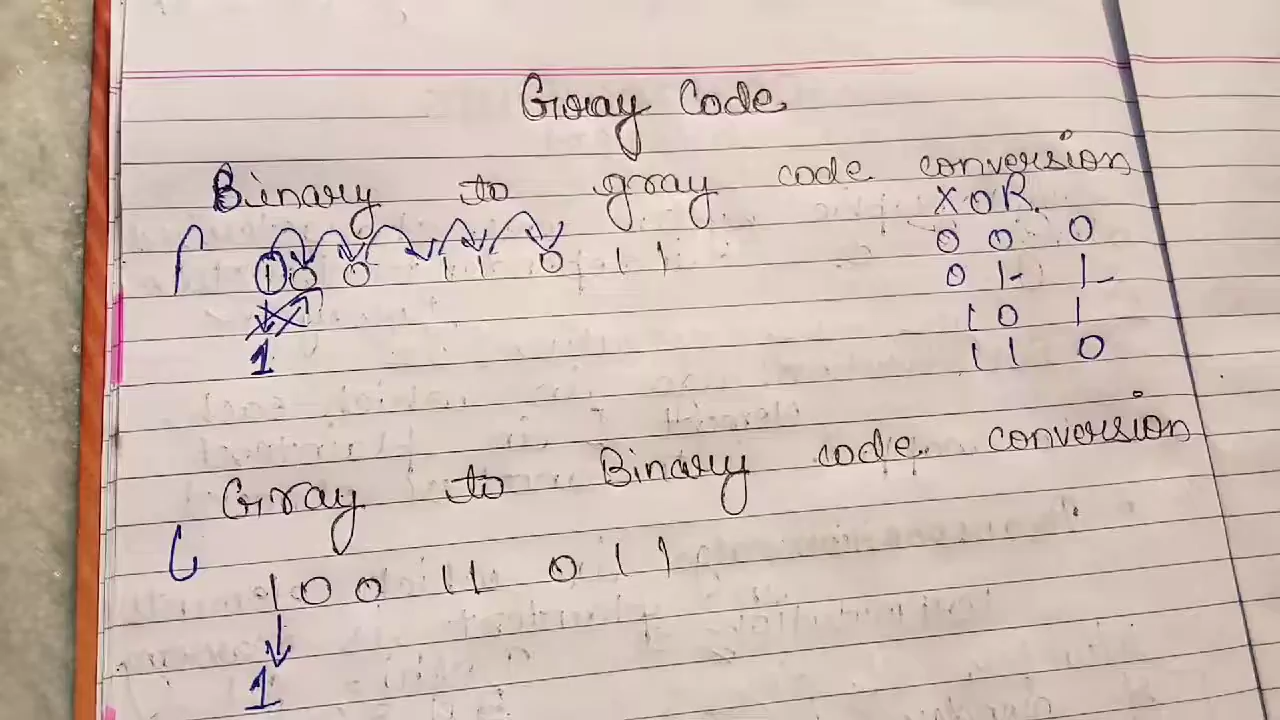 Gray Code
Binary to gray code conversion
XOR.
1 0 0 1 1 0 1 1
0 0 0
0 1 1
1 0 1
1 1 0
1
Gray to Binary code conversion
1 0 0 1 1 0 1 1
1